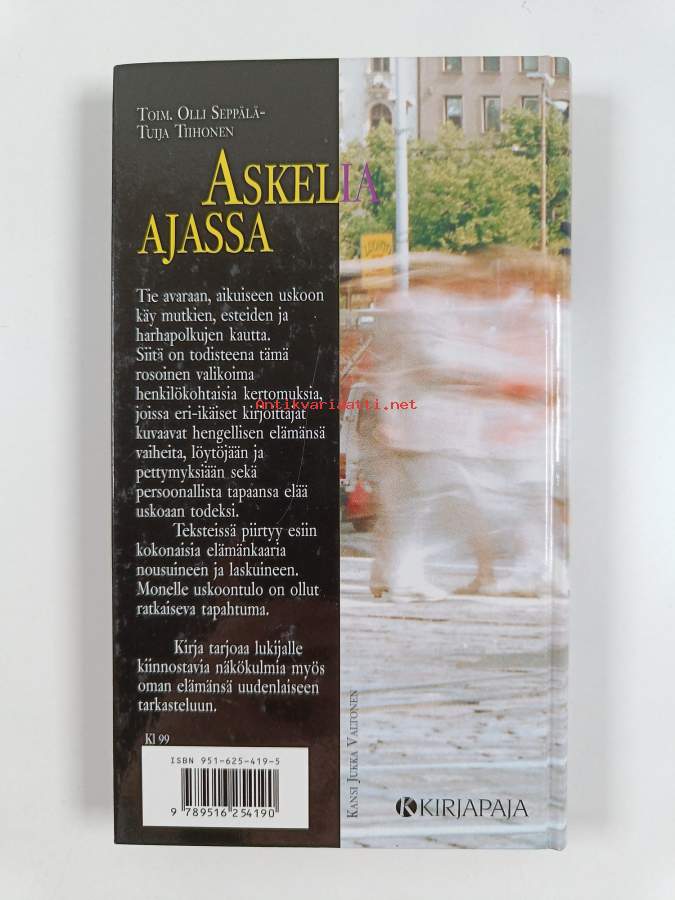 TOIM. OLLI SEPPÄLÄ-
TUIJA TIIHONEN
ASKELIA
AJASSA
Tie avaraan, aikuiseen uskoon
käy mutkien, esteiden ja
harhapolkujen kautta.
Siitä on todisteena tämä
rosoinen valikoima
henkilökohtaisia kertomuksia,
joissa eri-ikäiset kirjoittajat
kuvaavat hengellisen elämänsä
vaiheita, löytöjään ja
pettymyksiään sekä
persoonallista tapaansa elää
uskoaan todeksi.
Teksteissä piirtyy esiin
kokonaisia elämänkaaria
nousuineen ja laskuineen.
Monelle uskoontulo on ollut
ratkaiseva tapahtuma.
Kirja tarjoaa lukijalle
kiinnostavia näkökulmia myös
oman elämänsä uudenlaiseen
tarkasteluun.
Kl 99
ISBN 951-625-419-5
9 789516 254190
KANSI JUKKA VALTONEN
KIRJAPAJA
Antikvariaatti.net